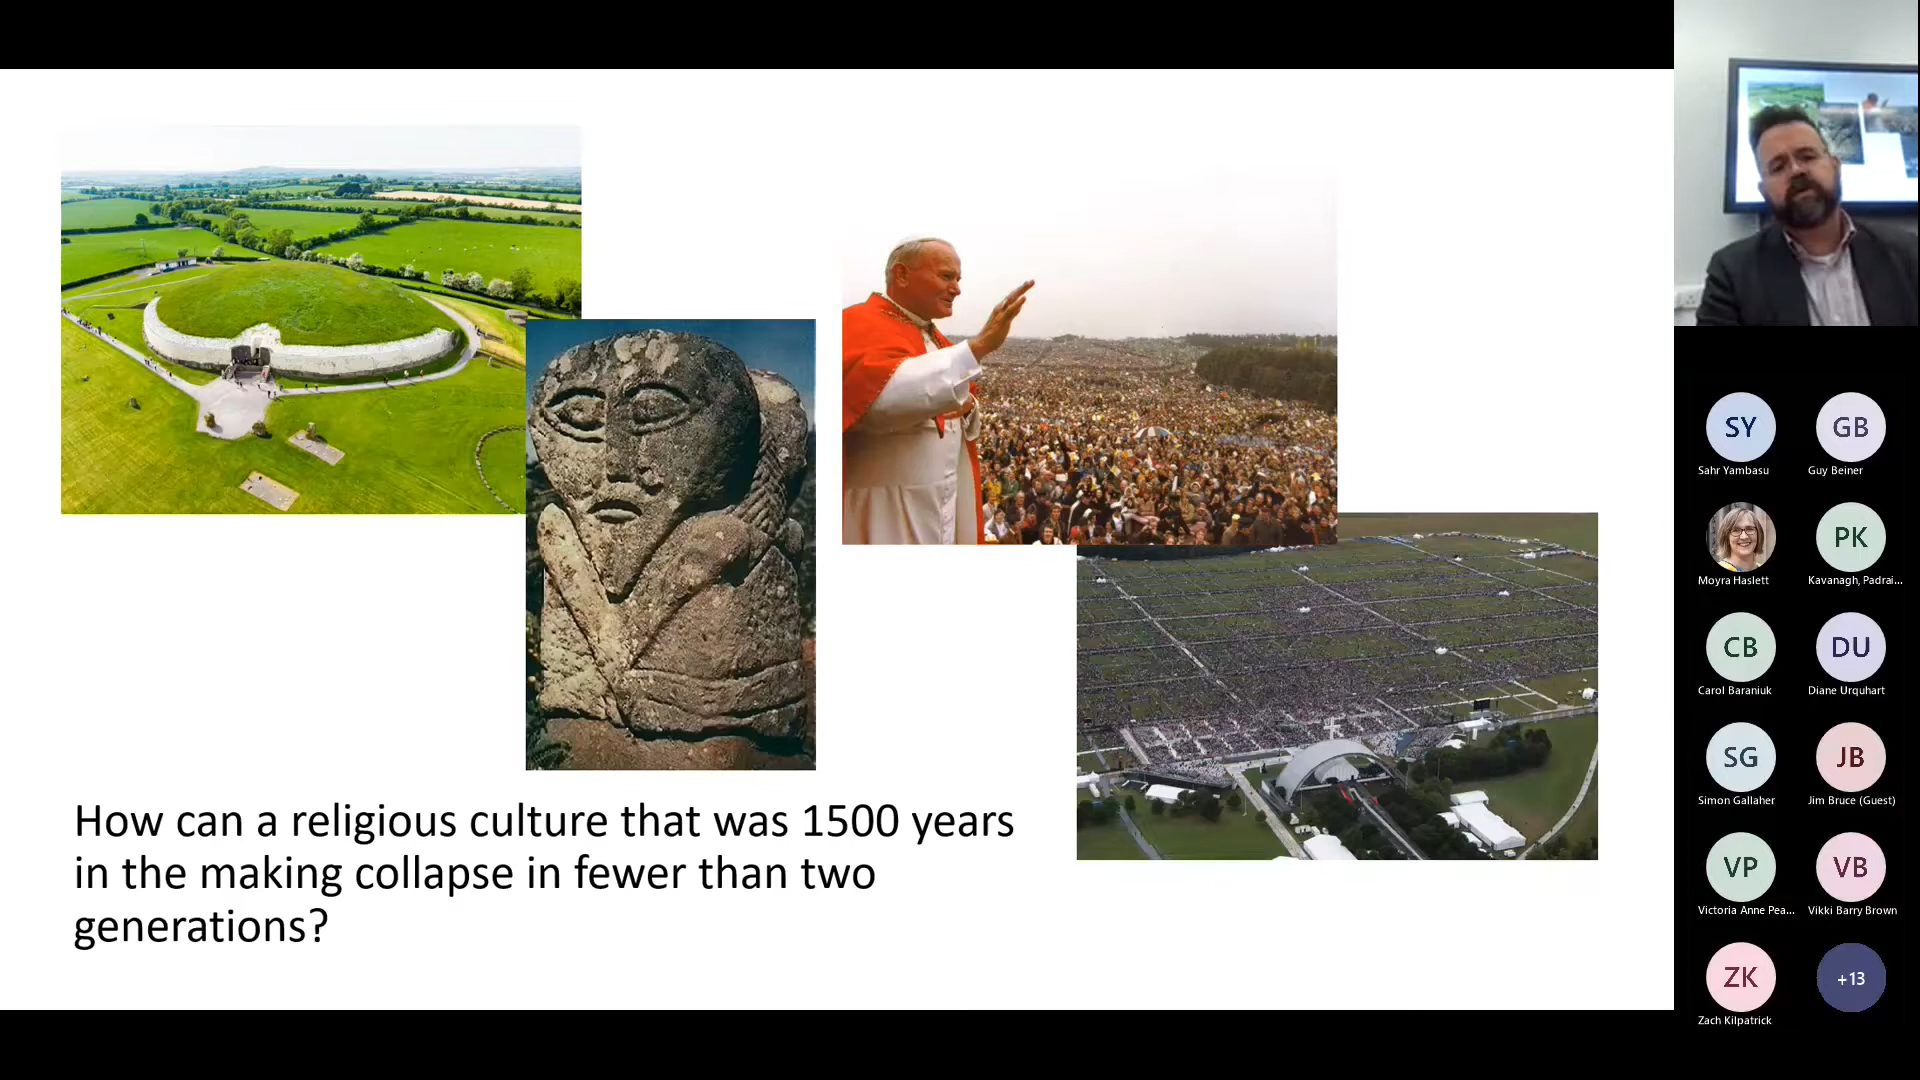 How can a religious culture that was 1500 years
in the making collapse in fewer than two
generations?
SY
Sahr Yambasu
GB
Guy Beiner
Moyra Haslett
PK
Kavanagh, Padrai...
CB
Carol Baraniuk
DU
Diane Urquhart
SG
Simon Gallaher
JB
Jim Bruce (Guest)
VP
Victoria Anne Pea...
VB
Vikki Barry Brown
ZK
Zach Kilpatrick
+13